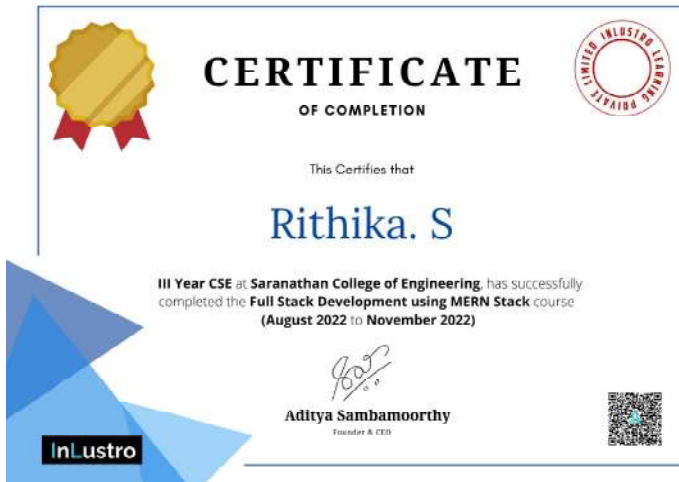 CERTIFICATE
OF COMPLETION
INLUSTRO LEARNING PRIVATE LIMITED
This Certifies that
Rithika. S
III Year CSE at Saranathan College of Engineering, has successfully
completed the Full Stack Development using MERN Stack course
(August 2022 to November 2022)
Aditya Sambamoorthy
Founder & CEO
InLustro